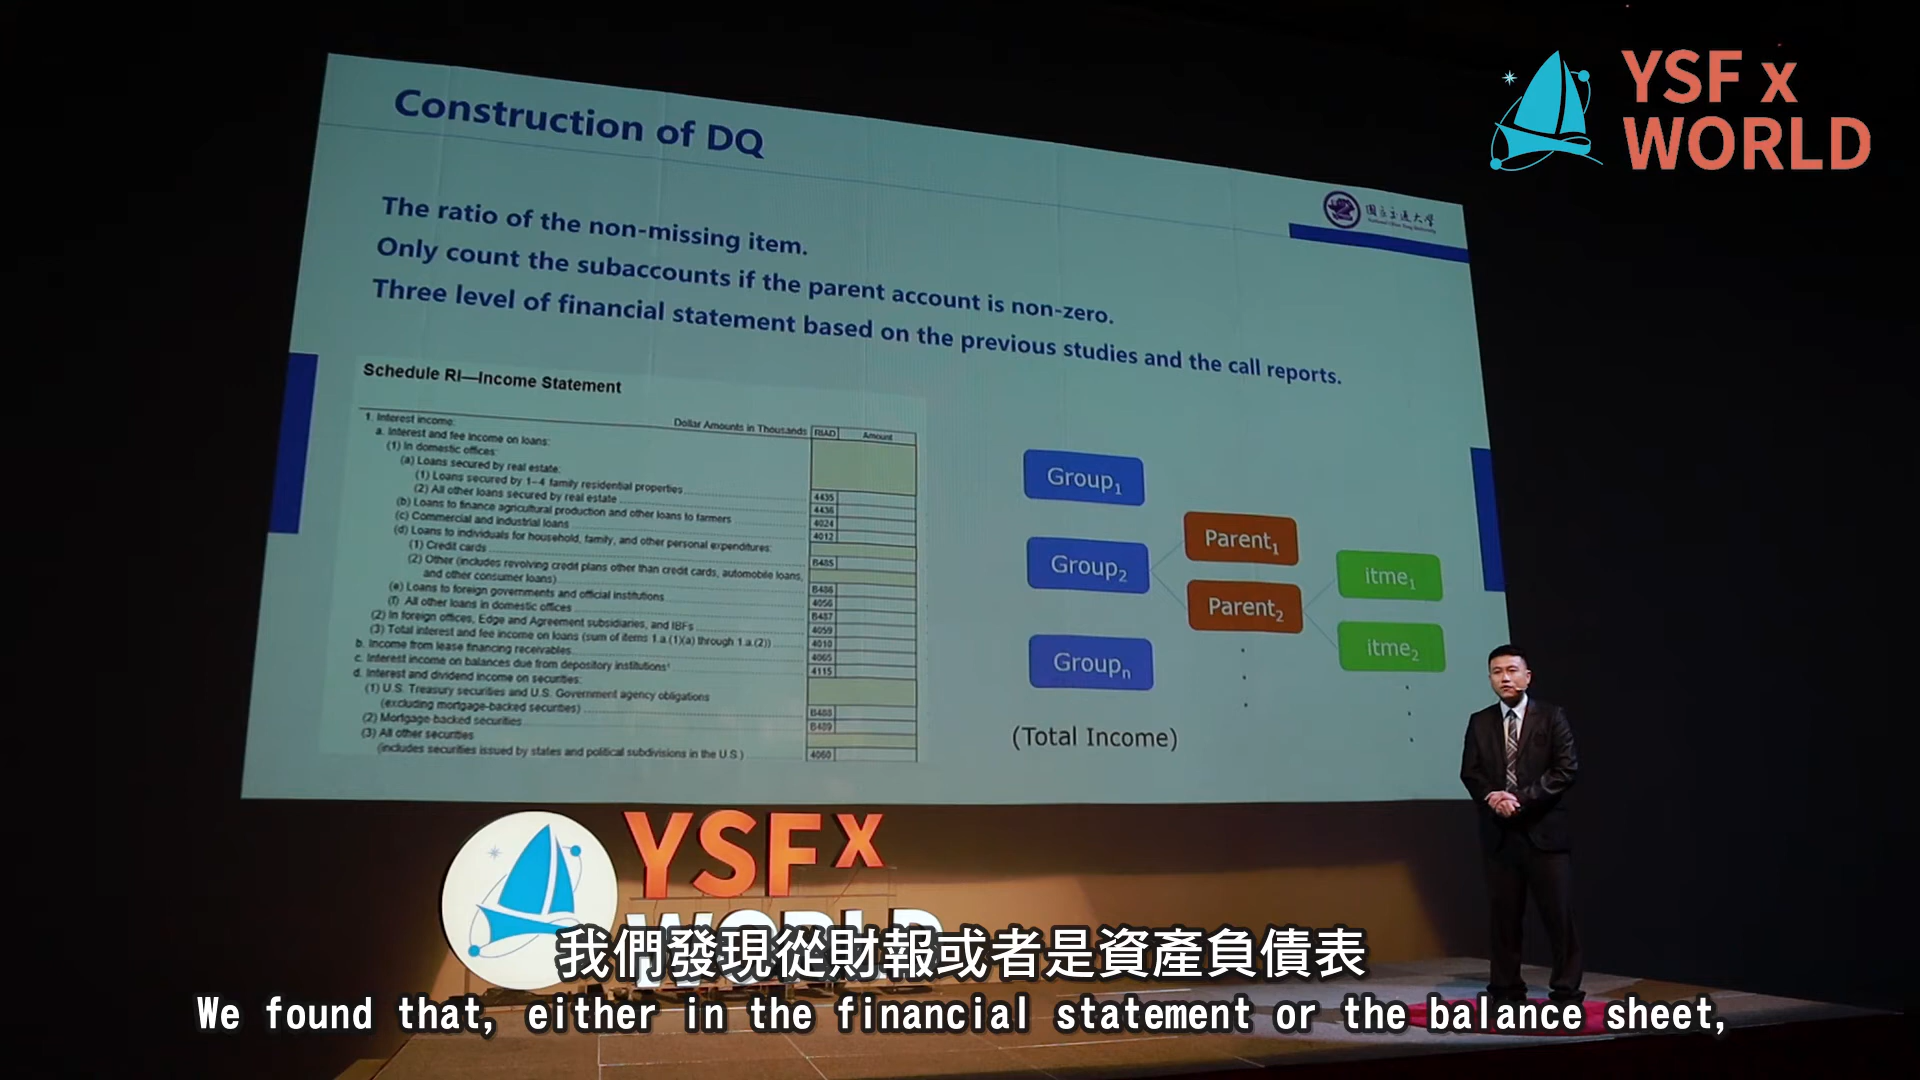 YSF x
WORLD
Construction of DQ
國立交通大學
The ratio of the non-missing item.
Only count the subaccounts if the parent account is non-zero.
Three level of financial statement based on the previous studies and the call reports.
Schedule RI—Income Statement
Dollar Amounts in Thousands RIAD Amount
1. Interest income:
a. Interest and fee income on loans:
(1) In domestic offices:
(a) Loans secured by real estate:
(1) Loans secured by 1–4 family residential properties 4435
(2) All other loans secured by real estate 4436
(b) Loans to finance agricultural production and other loans to farmers 4024
(c) Commercial and industrial loans 4012
(d) Loans to individuals for household, family, and other personal expenditures:
(1) Credit cards B485
(2) Other (includes revolving credit plans other than credit cards, automobile loans,
and other consumer loans) B486
(e) Loans to foreign governments and official institutions 4056
(f) All other loans in domestic offices B487
(2) In foreign offices, Edge and Agreement subsidiaries, and IBFs 4059
(3) Total interest and fee income on loans (sum of items 1.a.(1)(a) through 1.a.(2)) 4010
b. Income from lease financing receivables 4065
c. Interest income on balances due from depository institutions¹ 4115
d. Interest and dividend income on securities:
(1) U.S. Treasury securities and U.S. Government agency obligations
(excluding mortgage-backed securities) B488
(2) Mortgage-backed securities B489
(3) All other securities
(includes securities issued by states and political subdivisions in the U.S.) 4060
Group₁
Group₂
Groupₙ
Parent₁
Parent₂
itme₁
itme₂
(Total Income)
YSF x
WORLD
我們發現從財報或者是資產負債表
We found that, either in the financial statement or the balance sheet,